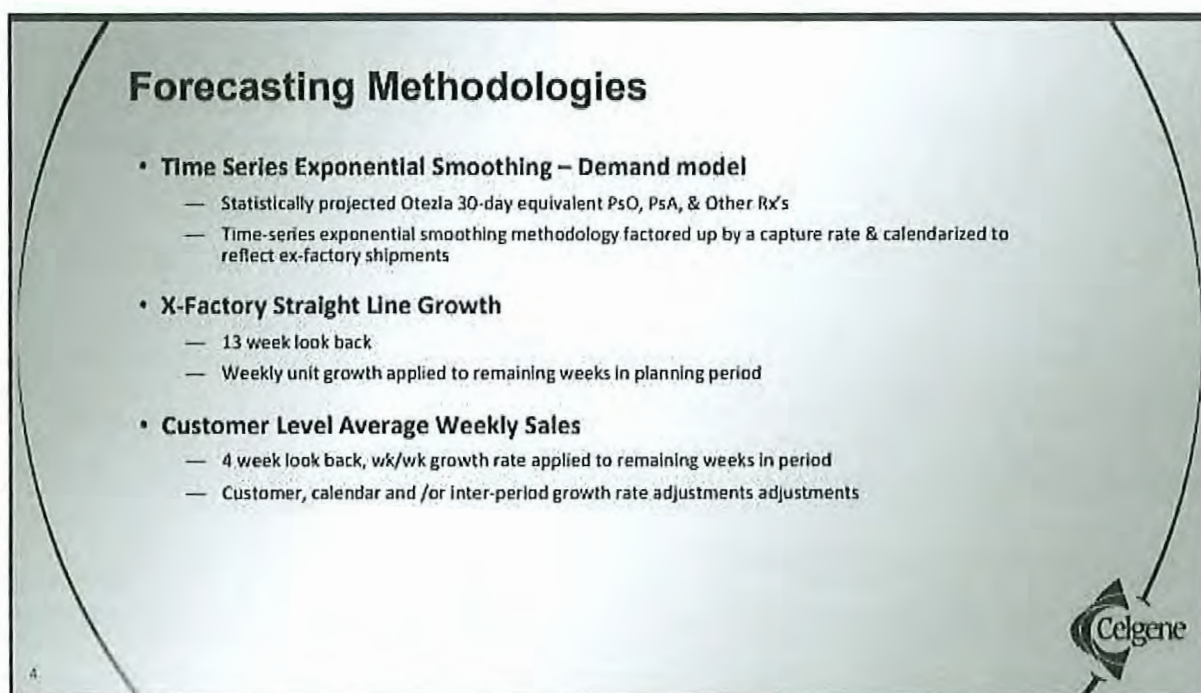 Forecasting Methodologies
• Time Series Exponential Smoothing – Demand model
— Statistically projected Otezla 30-day equivalent PsO, PsA, & Other Rx's
— Time-series exponential smoothing methodology factored up by a capture rate & calendarized to
reflect ex-factory shipments
• X-Factory Straight Line Growth
— 13 week look back
— Weekly unit growth applied to remaining weeks in planning period
• Customer Level Average Weekly Sales
— 4 week look back, wk/wk growth rate applied to remaining weeks in period
— Customer, calendar and /or inter-period growth rate adjustments adjustments
Celgene
4